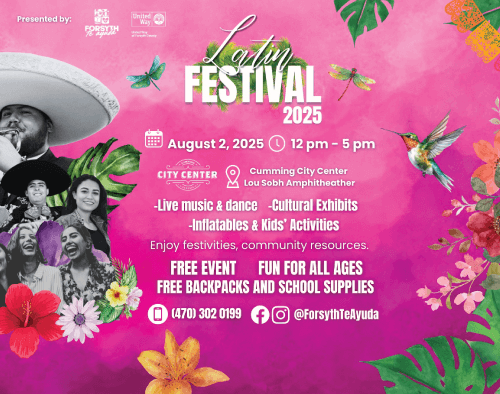 Presented by:
FORSYTH
Te Ayuda
United
Way
Latin
FESTIVAL
2025
August 2, 2025 12 pm - 5 pm
CITY CENTER
Cumming City Center
Lou Sobh Amphitheather
-Live music & dance -Cultural Exhibits
-Inflatables & Kids' Activities
Enjoy festivities, community resources.
FREE EVENT FUN FOR ALL AGES
FREE BACKPACKS AND SCHOOL SUPPLIES
(470) 302 0199 @ForsythTeAyuda